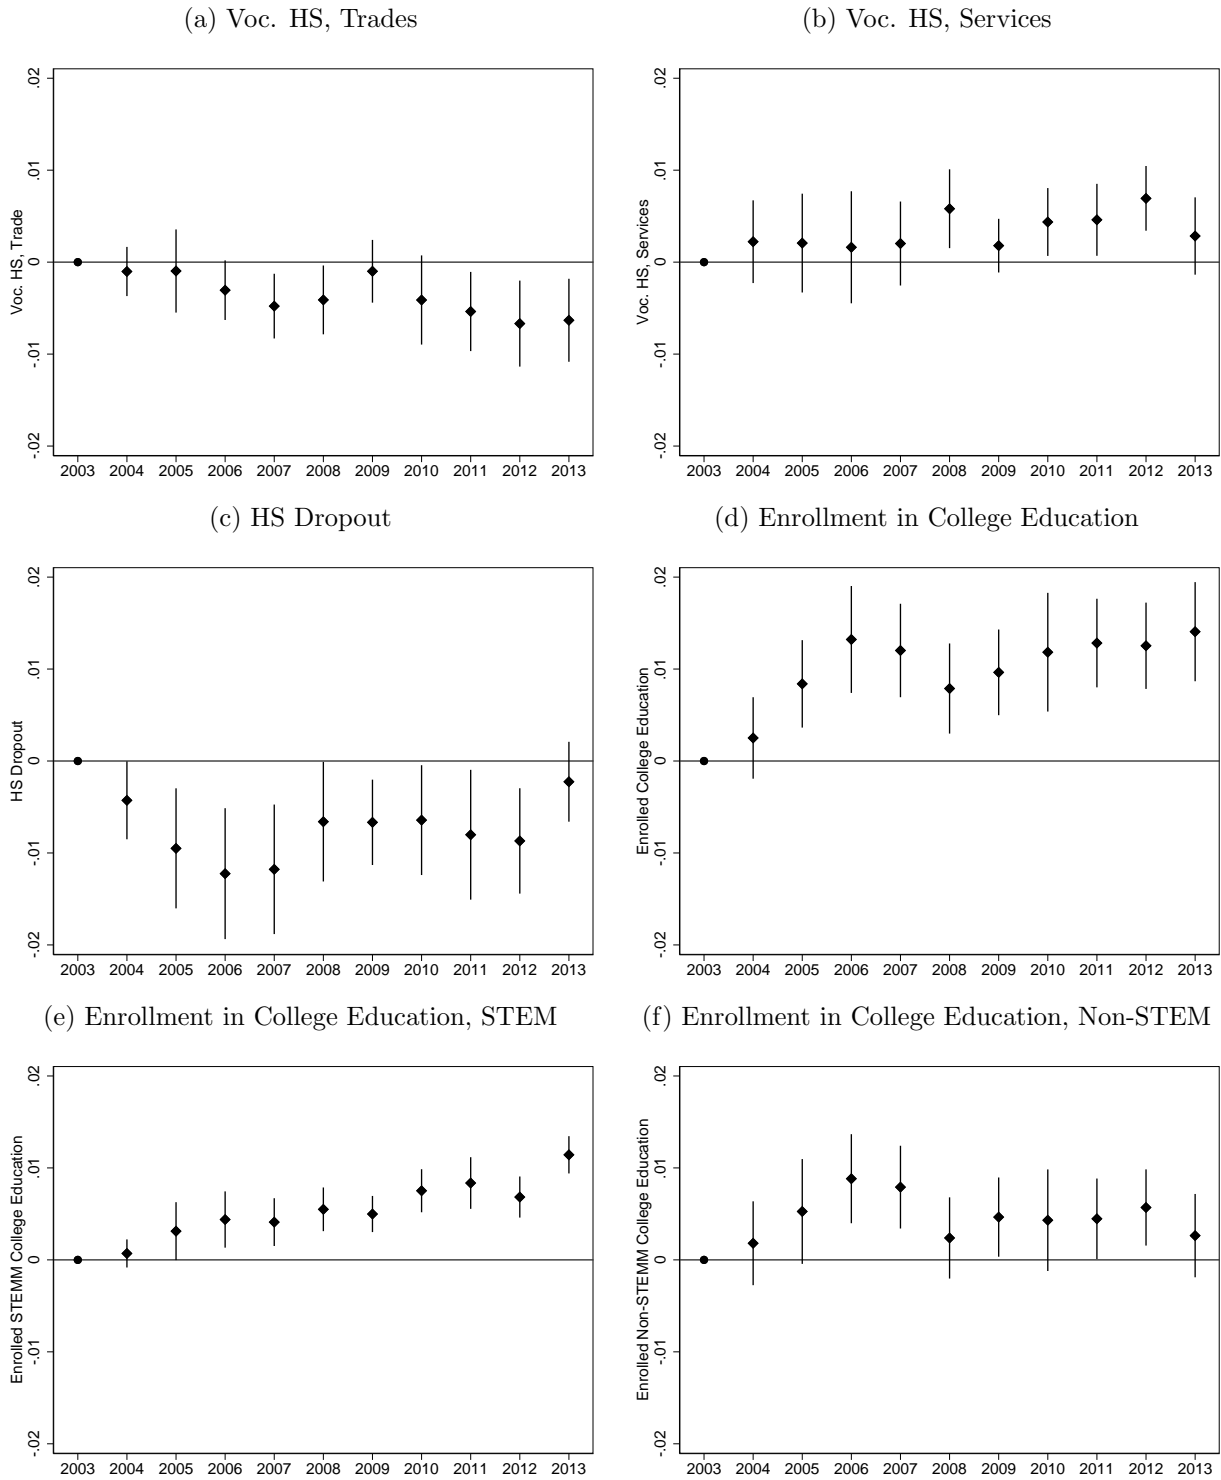 (a) Voc. HS, Trades
Voc. HS, Trade
.02
.01
0
-.01
-.02
2003 2004 2005 2006 2007 2008 2009 2010 2011 2012 2013
(b) Voc. HS, Services
Voc. HS, Services
.02
.01
0
-.01
-.02
2003 2004 2005 2006 2007 2008 2009 2010 2011 2012 2013
(c) HS Dropout
HS Dropout
.02
.01
0
-.01
-.02
2003 2004 2005 2006 2007 2008 2009 2010 2011 2012 2013
(d) Enrollment in College Education
Enrolled College Education
.02
.01
0
-.01
-.02
2003 2004 2005 2006 2007 2008 2009 2010 2011 2012 2013
(e) Enrollment in College Education, STEM
Enrolled STEMM College Education
.02
.01
0
-.01
-.02
2003 2004 2005 2006 2007 2008 2009 2010 2011 2012 2013
(f) Enrollment in College Education, Non-STEM
Enrolled Non-STEMM College Education
.02
.01
0
-.01
-.02
2003 2004 2005 2006 2007 2008 2009 2010 2011 2012 2013